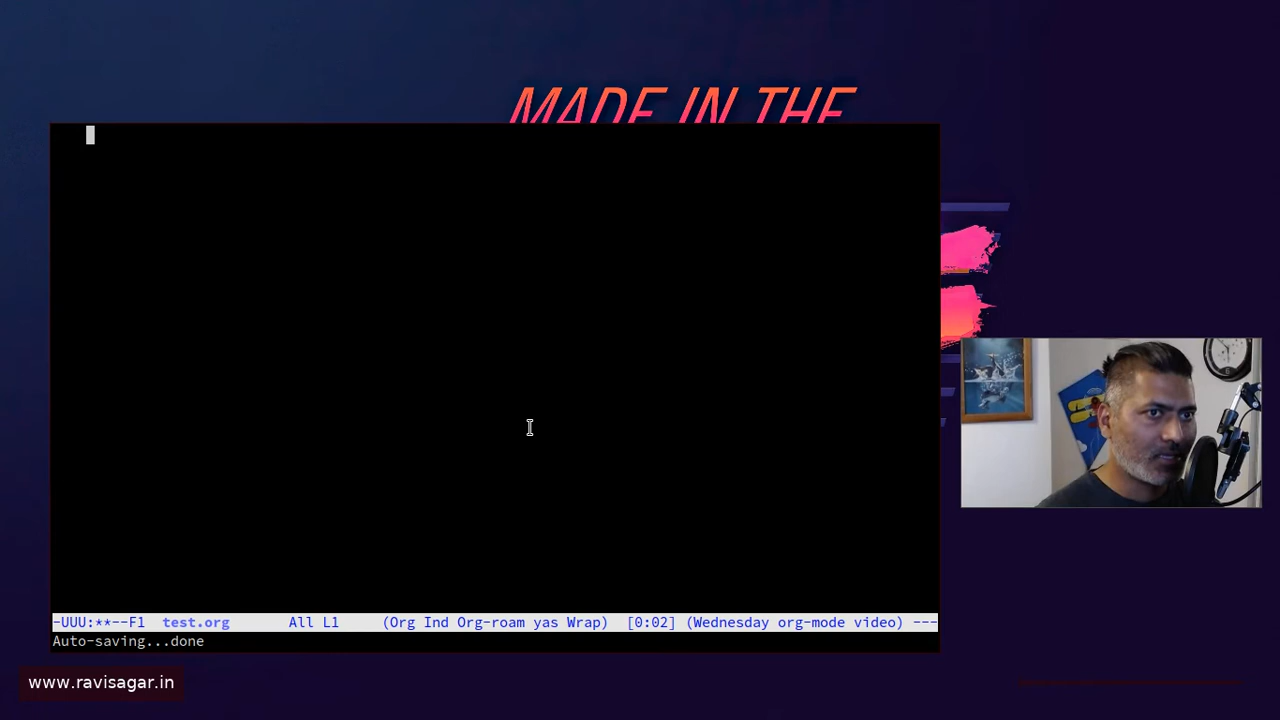 MADE IN THE
-UUU:**--F1  test.org       All L1     (Org Ind Org-roam yas Wrap)  [0:02] (Wednesday org-mode video) ---
Auto-saving...done
www.ravisagar.in